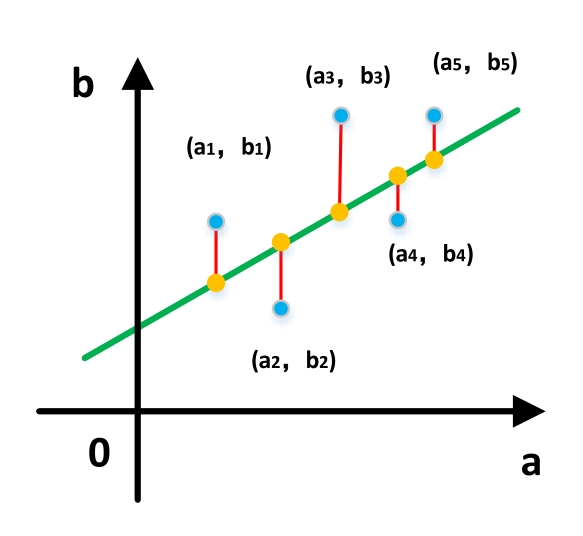 (a5, b5)
(a3, b3)
b
(a1, b1)
(a4, b4)
(a2, b2)
0
a